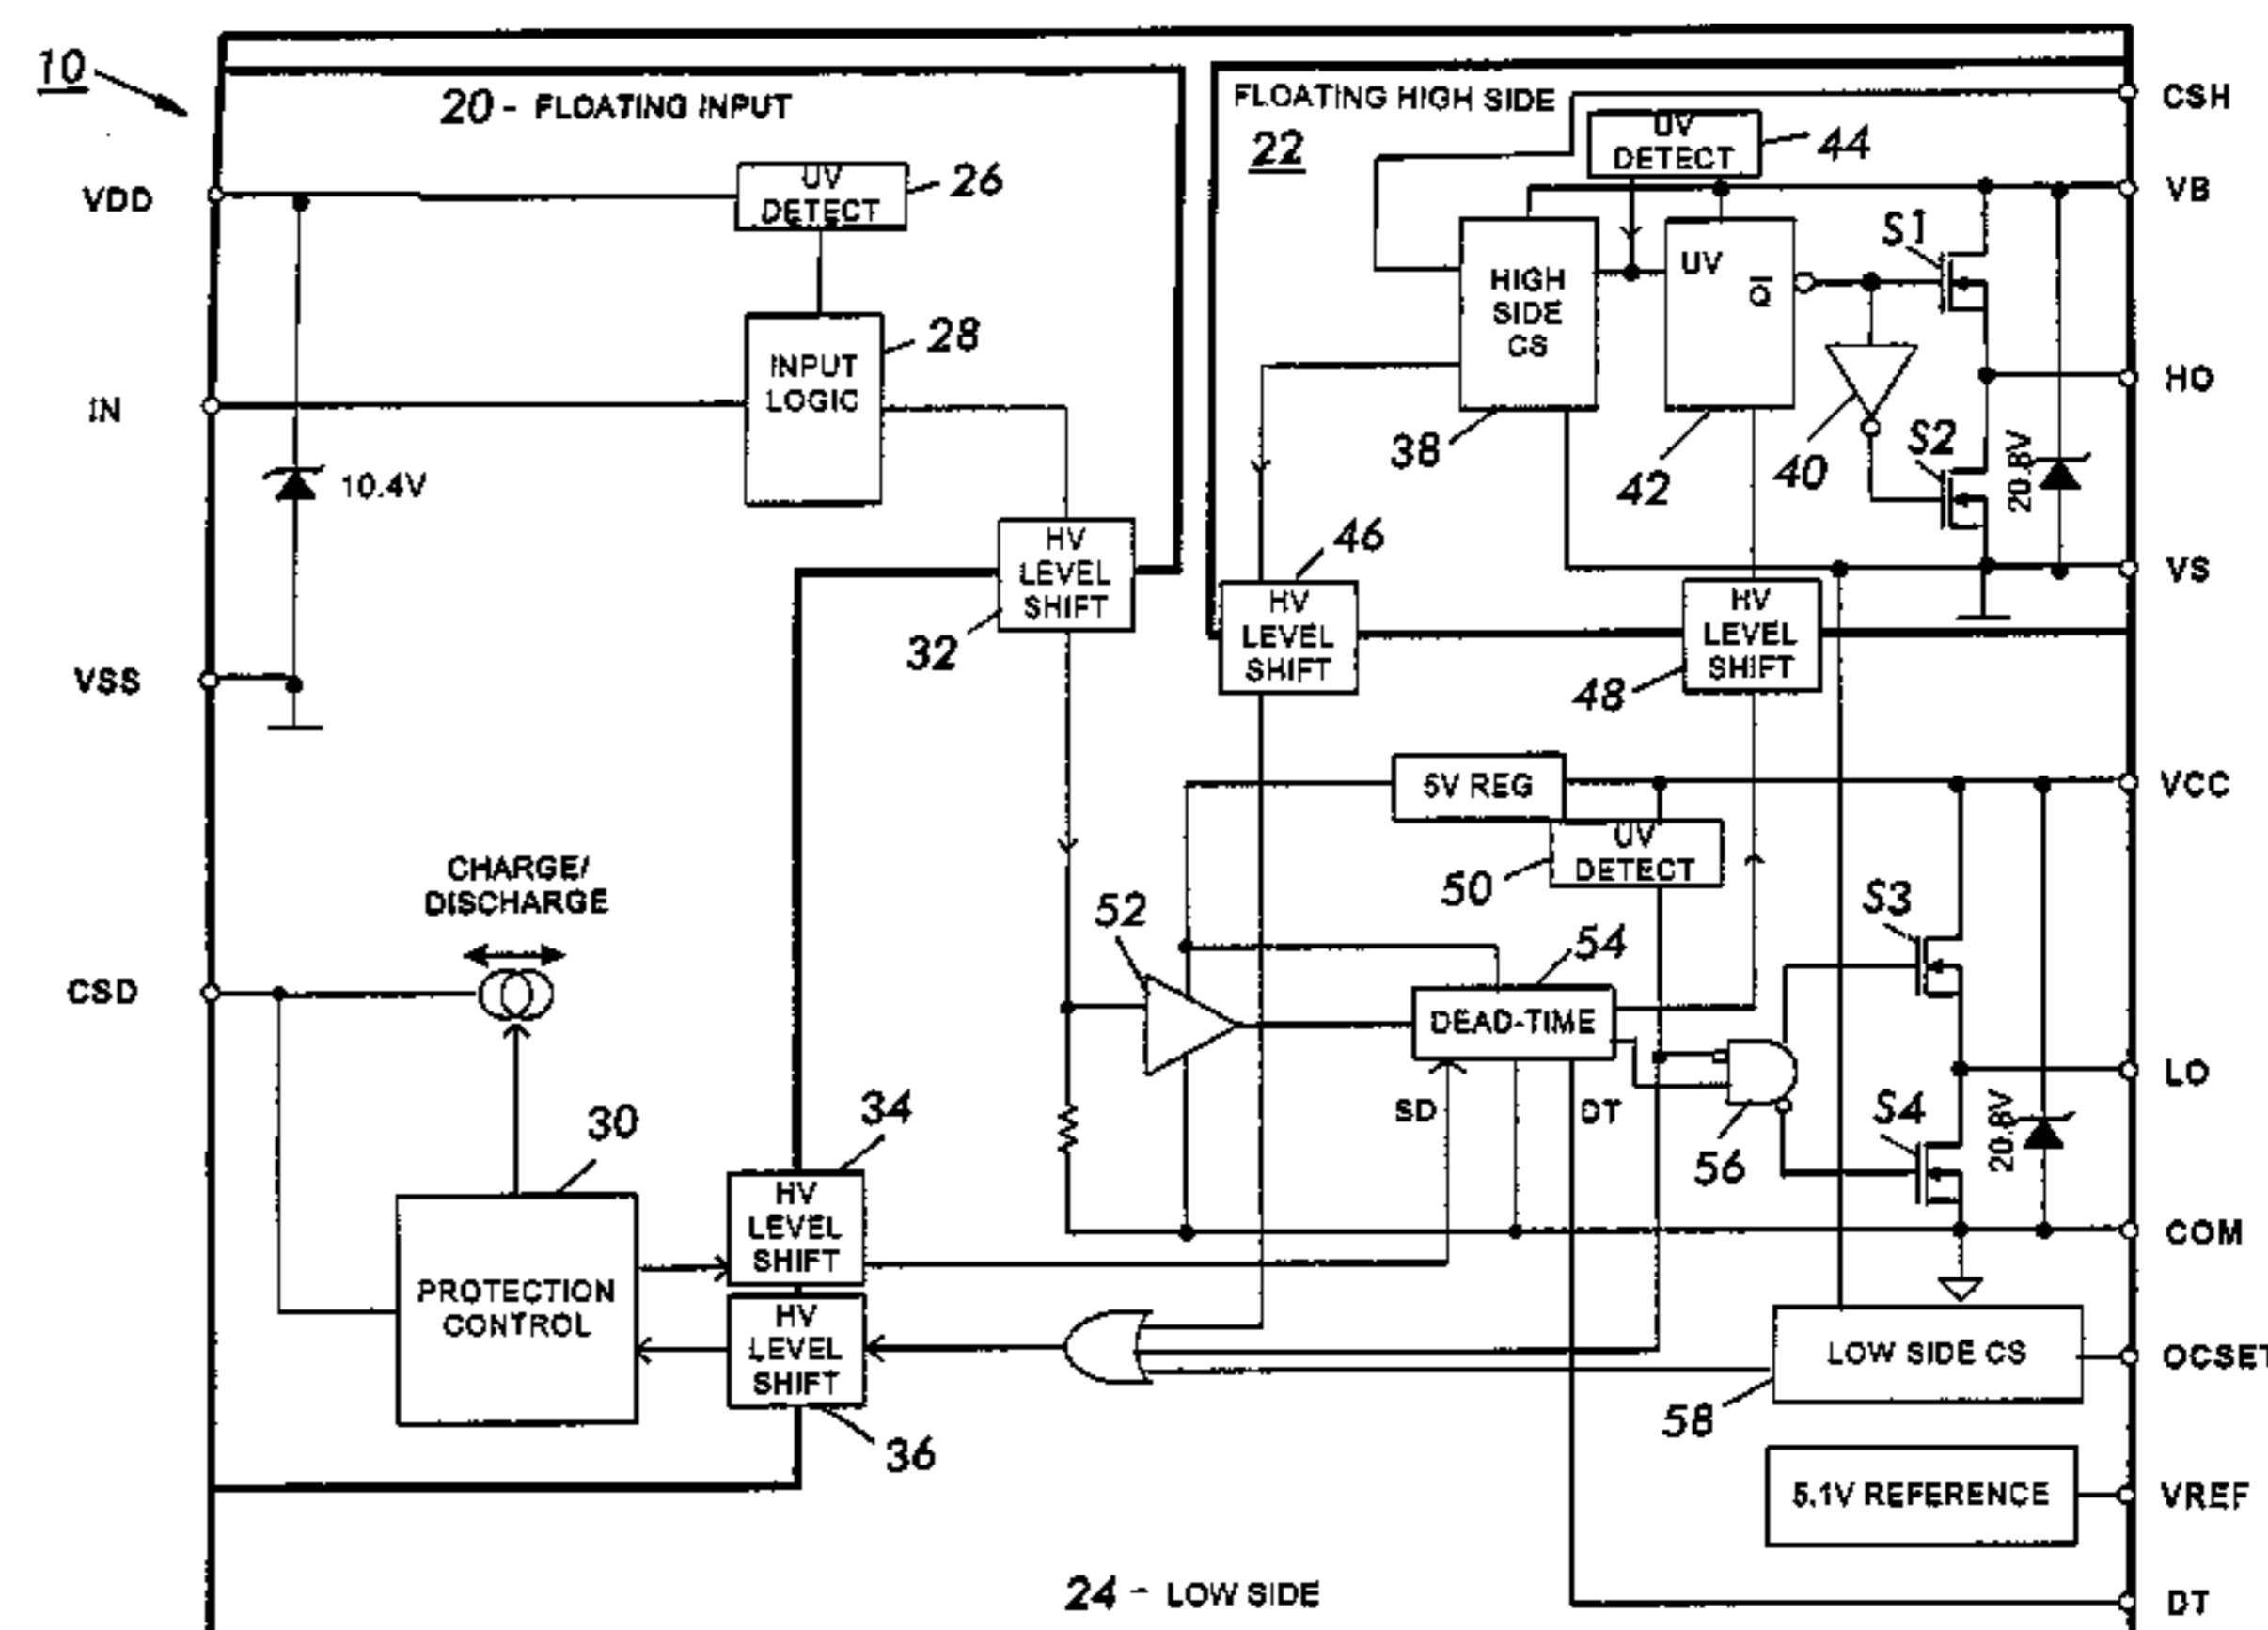 10
20 - FLOATING INPUT
FLOATING HIGH SIDE
22
CSH
UV
DETECT
44
VDD
UV
DETECT
26
VB
S1
HIGH
SIDE
CS
UV
Q̅
INPUT
LOGIC
28
IN
HO
38
42
40
S2
20.8V
10.4V
HV
LEVEL
SHIFT
32
46
HV
LEVEL
SHIFT
HV
LEVEL
SHIFT
48
VS
VSS
5V REG
VCC
UV
DETECT
50
CHARGE/
DISCHARGE
52
54
S3
CSD
DEAD-TIME
SD
DT
56
LO
S4
20.8V
30
34
HV
LEVEL
SHIFT
COM
PROTECTION
CONTROL
HV
LEVEL
SHIFT
36
LOW SIDE CS
OCSET
58
5.1V REFERENCE
VREF
24 - LOW SIDE
DT